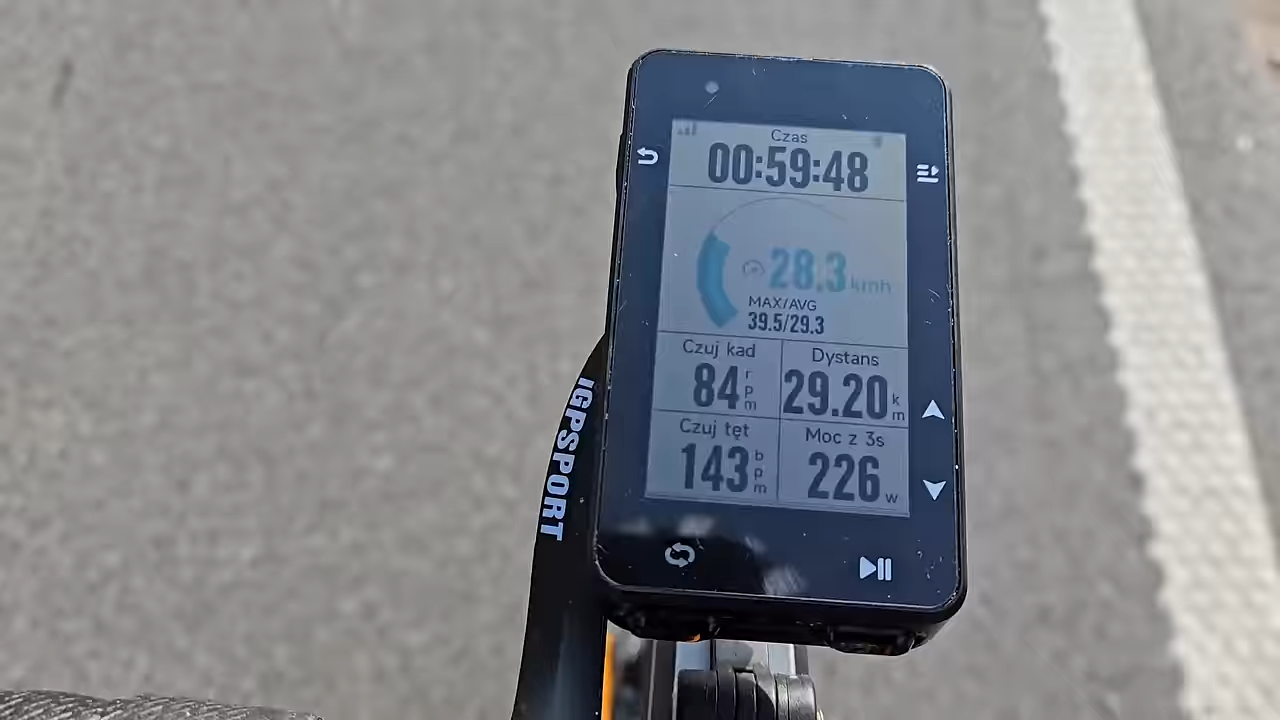 Czas
00:59:48
28.3 kmh
MAX/AVG
39.5/29.3
Czuj kad
84 rpm
Dystans
29.20 km
Czuj tęt
143 bpm
Moc z 3s
226 w
IGPSPORT